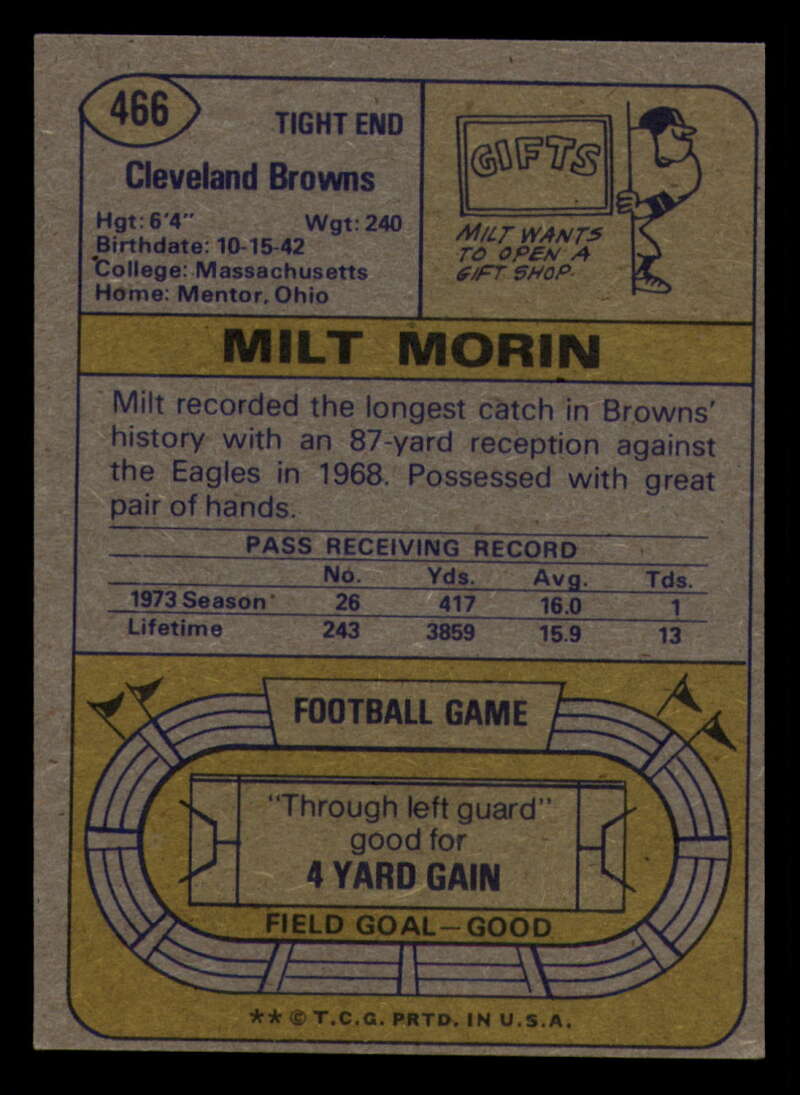 466
TIGHT END
Cleveland Browns
Hgt: 6'4" Wgt: 240
Birthdate: 10-15-42
College: Massachusetts
Home: Mentor, Ohio
GIFTS
MILT WANTS
TO OPEN A
GIFT SHOP.
MILT MORIN
Milt recorded the longest catch in Browns'
history with an 87-yard reception against
the Eagles in 1968. Possessed with great
pair of hands.
PASS RECEIVING RECORD
No. Yds. Avg. Tds.
1973 Season 26 417 16.0 1
Lifetime 243 3859 15.9 13
FOOTBALL GAME
"Through left guard"
good for
4 YARD GAIN
FIELD GOAL—GOOD
** © T.C.G. PRTD. IN U.S.A.